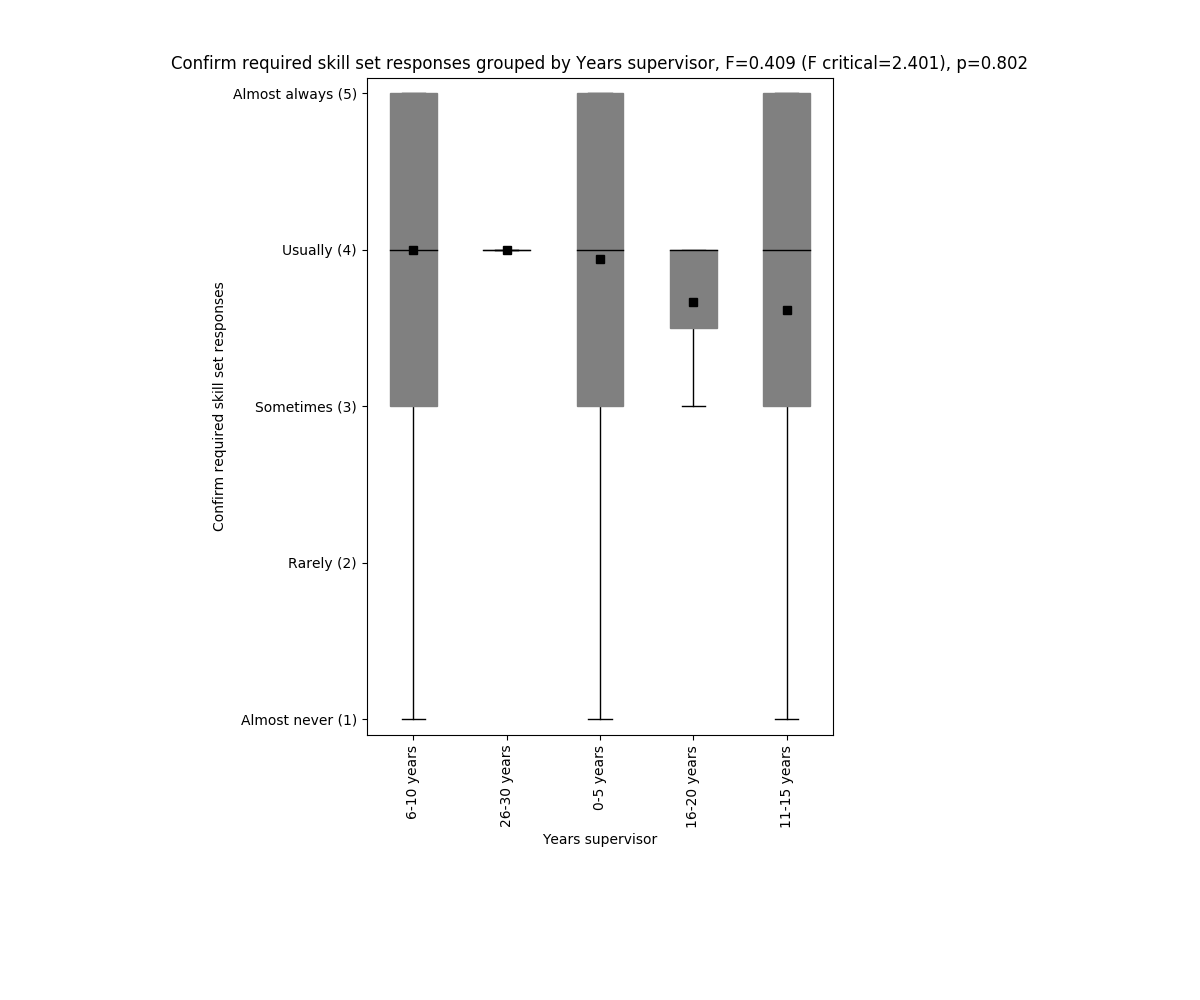 Confirm required skill set responses grouped by Years supervisor, F=0.409 (F critical=2.401), p=0.802
Almost always (5)
Usually (4)
Sometimes (3)
Rarely (2)
Almost never (1)
Confirm required skill set responses
6-10 years
26-30 years
0-5 years
16-20 years
11-15 years
Years supervisor